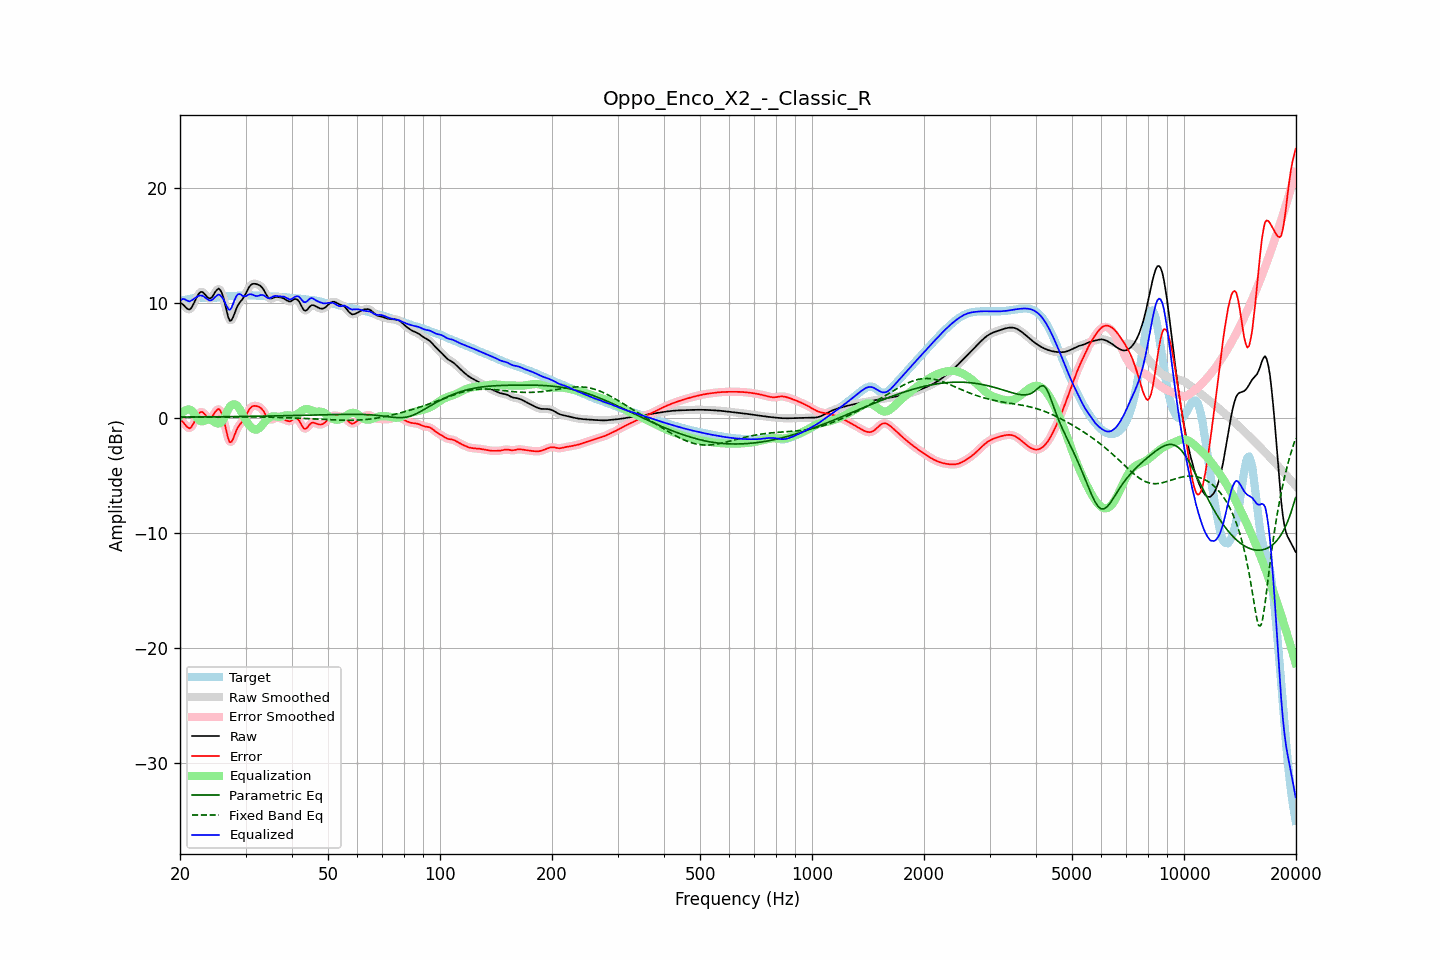 Oppo_Enco_X2_-_Classic_R
Amplitude (dBr)
20
10
0
−10
−20
−30
Target
Raw Smoothed
Error Smoothed
Raw
Error
Equalization
Parametric Eq
Fixed Band Eq
Equalized
20 50 100 200 500 1000 2000 5000 10000 20000
Frequency (Hz)